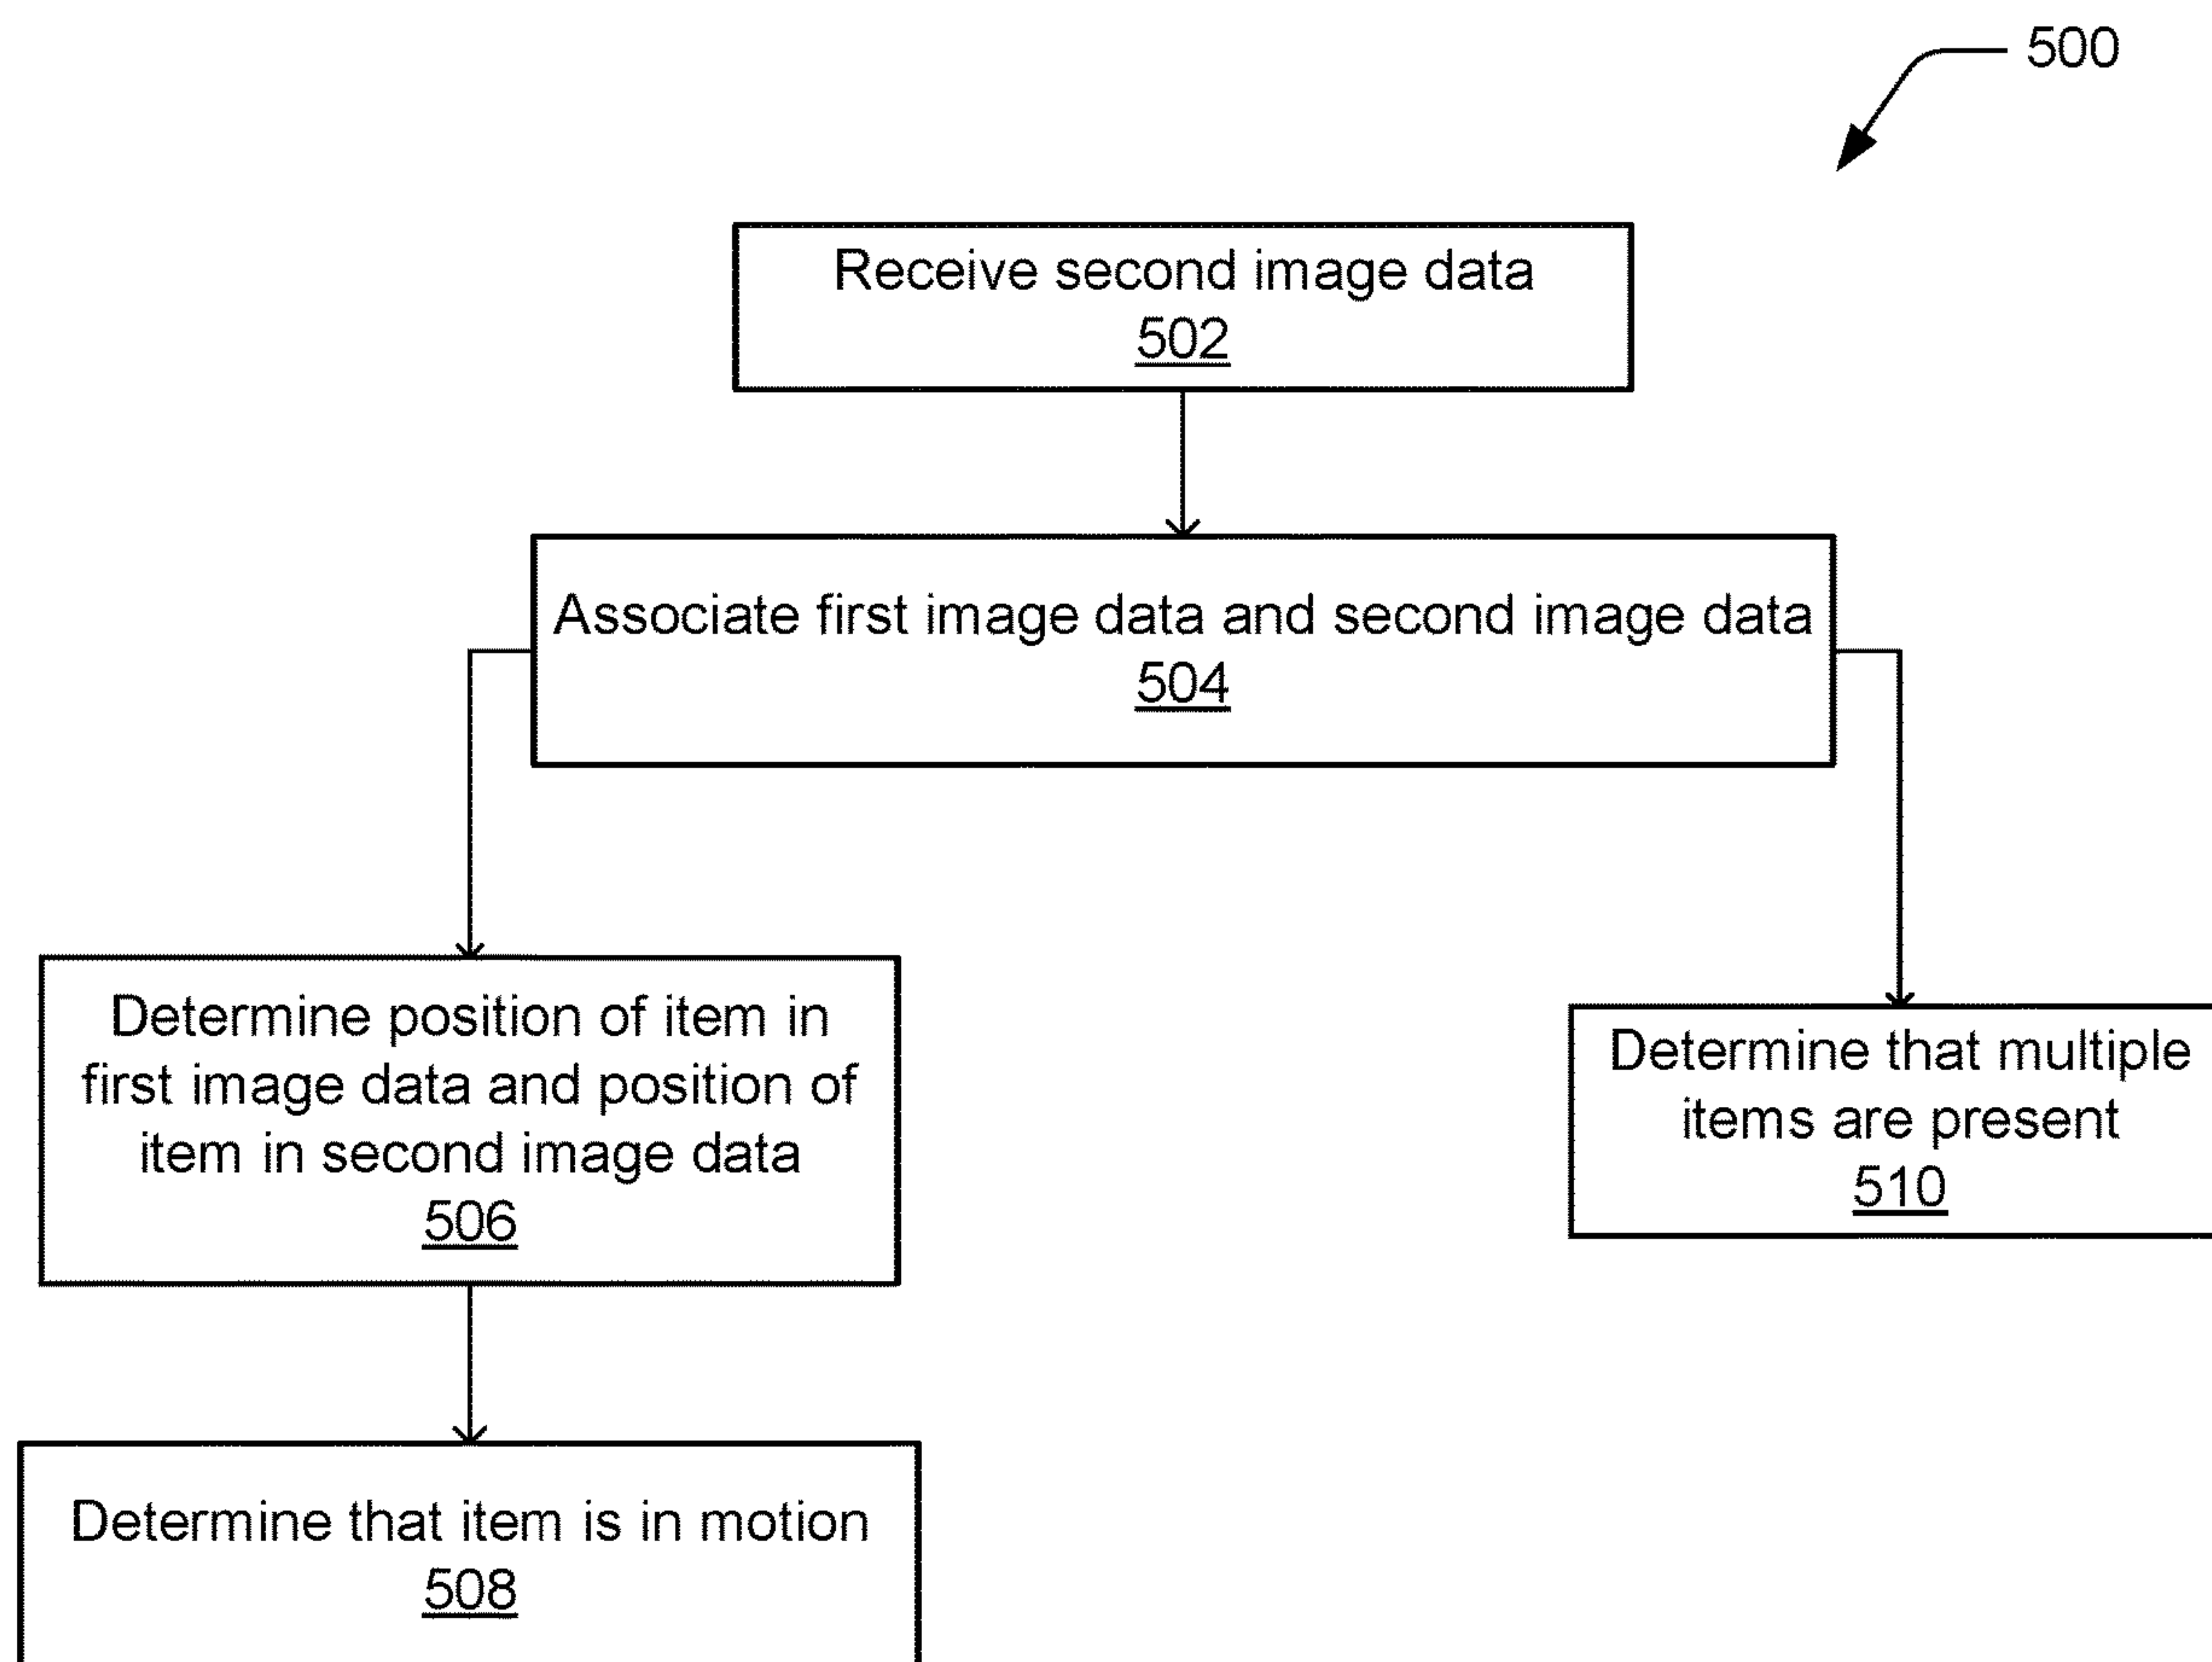 500
Receive second image data
502
Associate first image data and second image data
504
Determine position of item in
first image data and position of
item in second image data
506
Determine that multiple
items are present
510
Determine that item is in motion
508